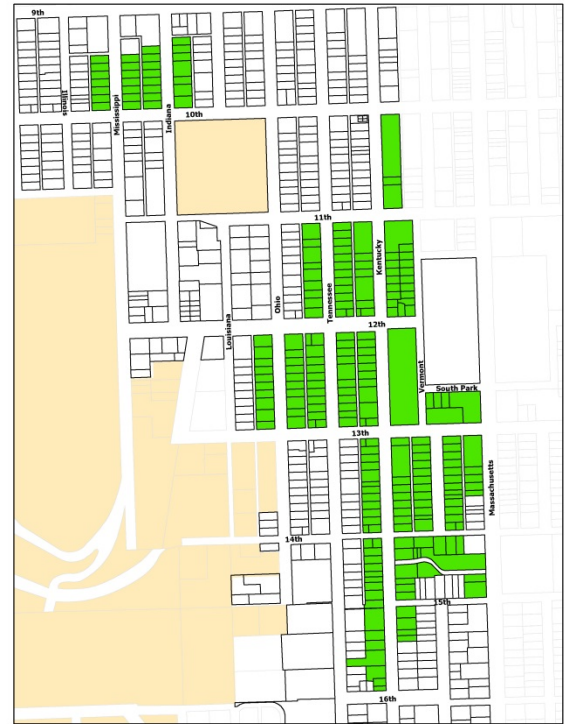 9th
Illinois
Mississippi
Indiana
10th
11th
Kentucky
Tennessee
Ohio
Louisiana
12th
Vermont
South Park
13th
Massachusetts
14th
15th
16th